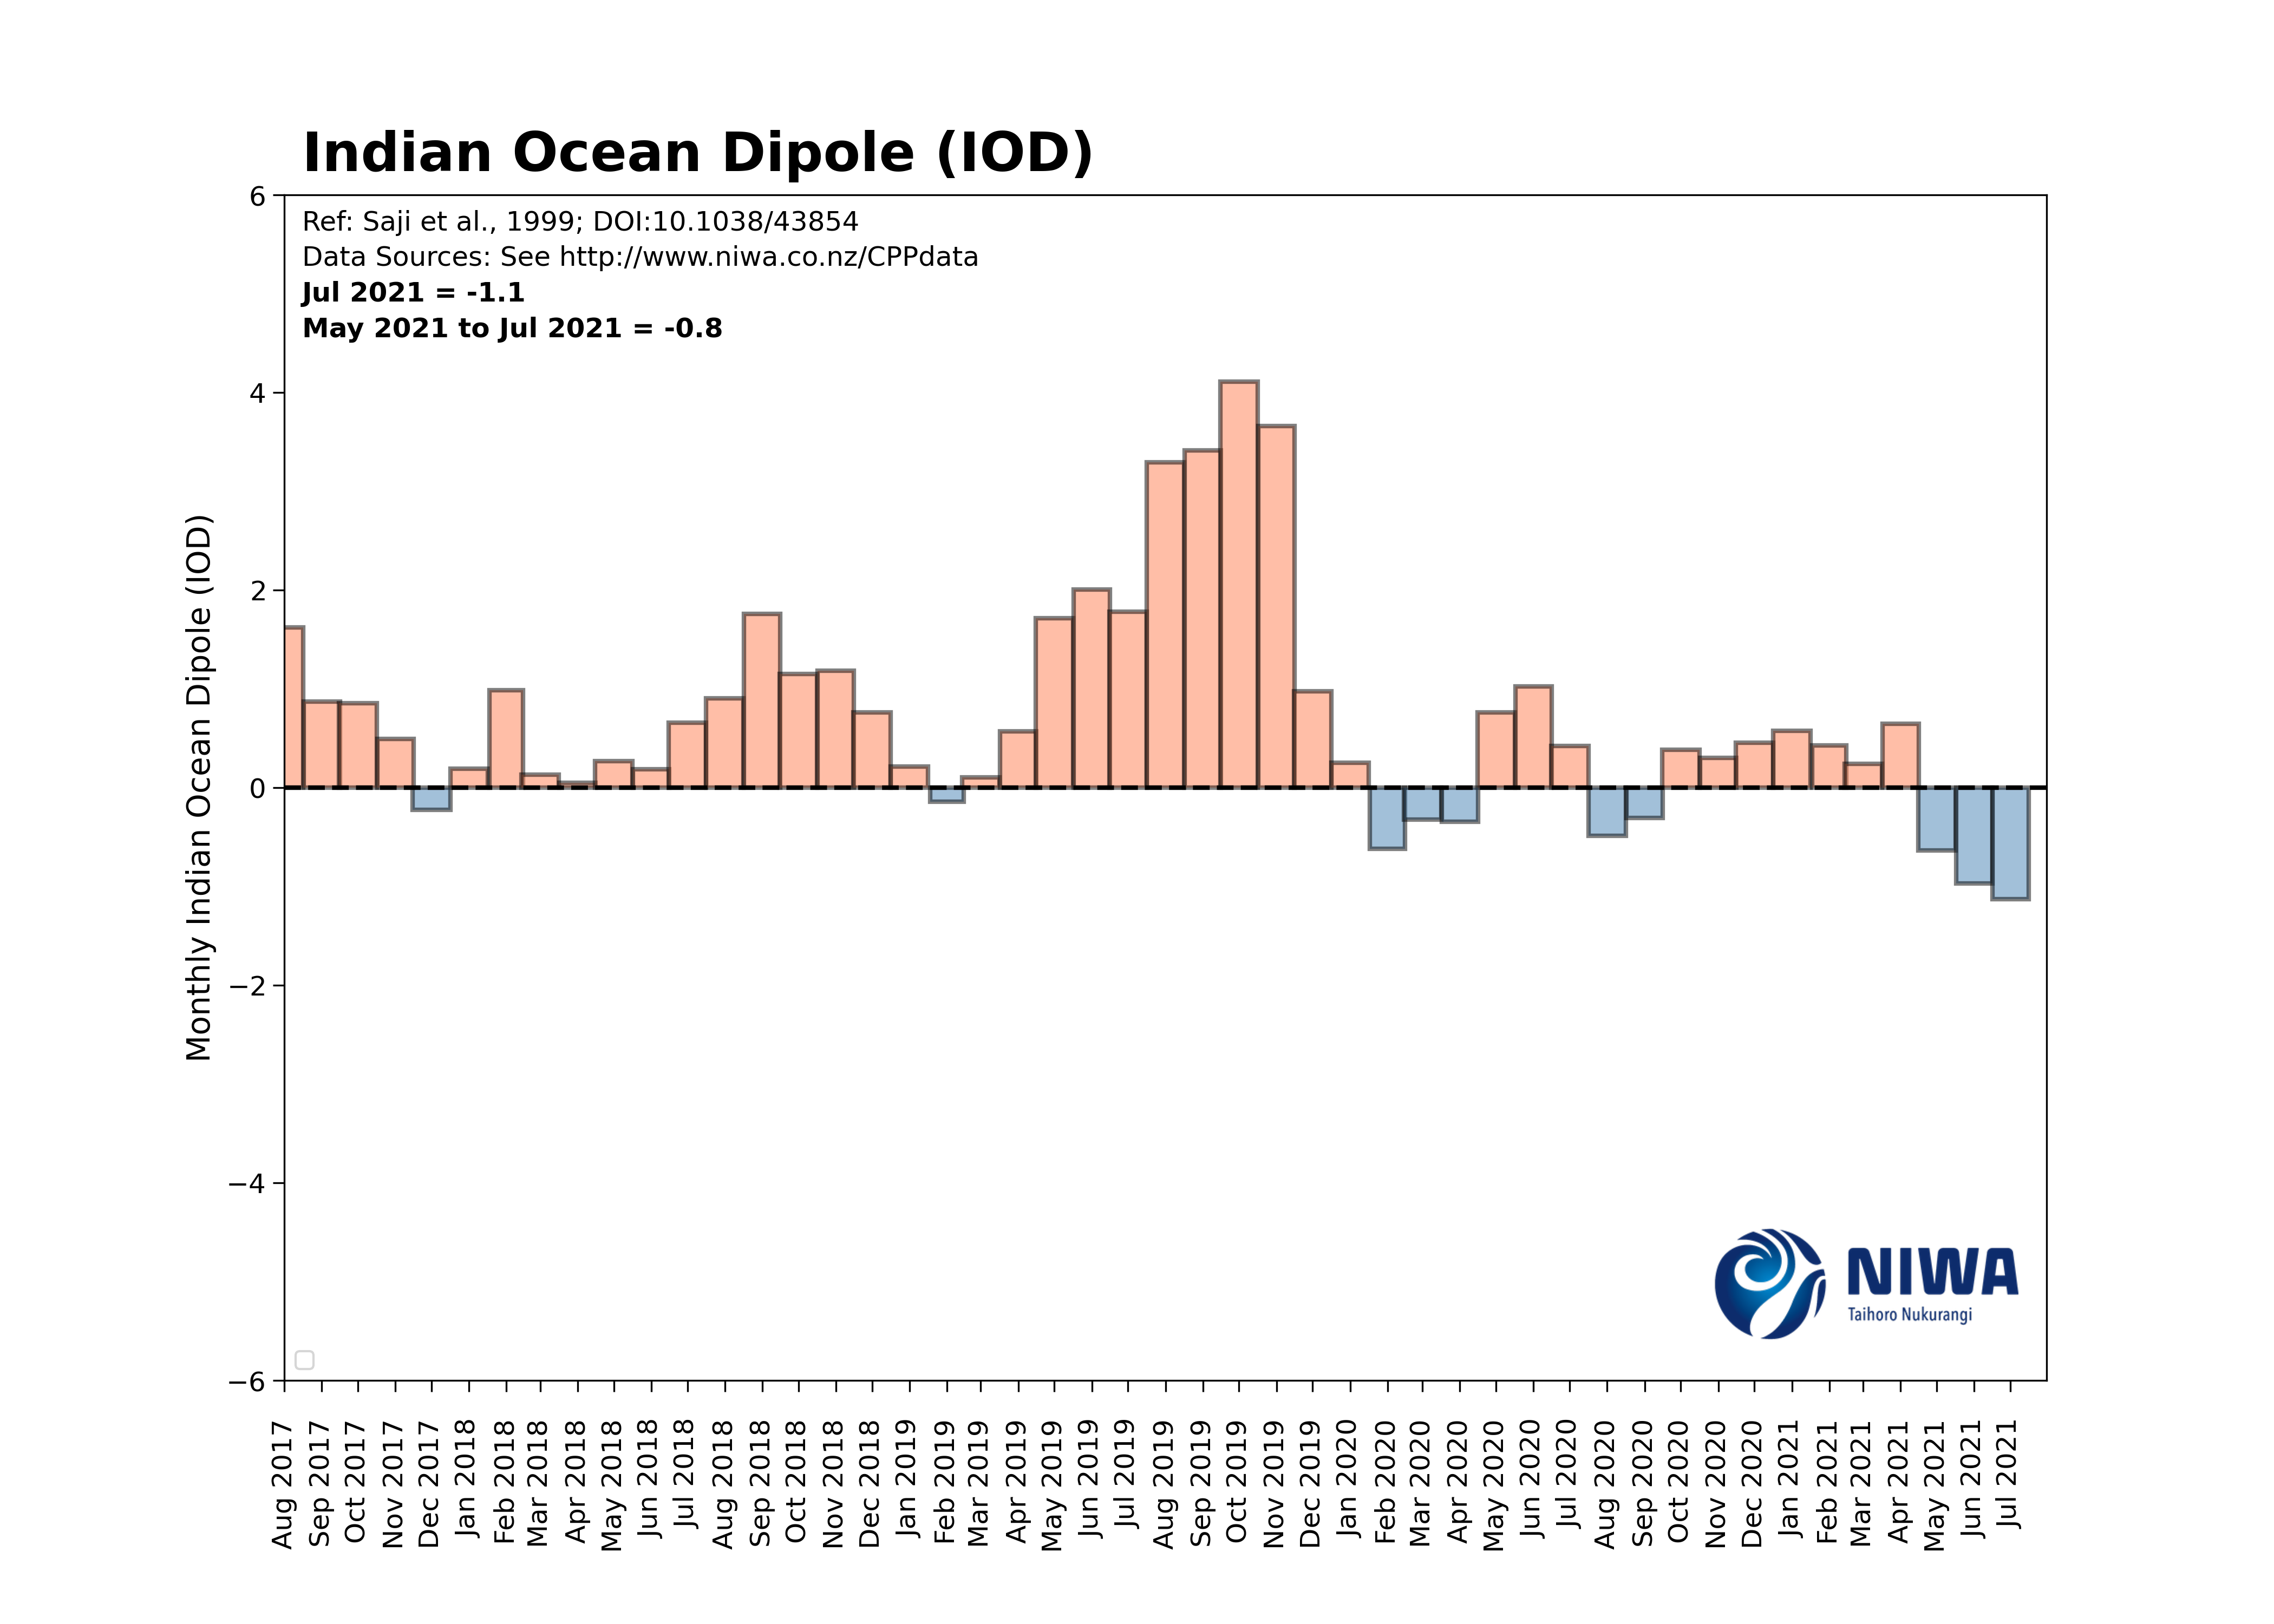 Indian Ocean Dipole (IOD)
Ref: Saji et al., 1999; DOI:10.1038/43854
Data Sources: See http://www.niwa.co.nz/CPPdata
Jul 2021 = -1.1
May 2021 to Jul 2021 = -0.8
Monthly Indian Ocean Dipole (IOD)
6
4
2
0
−2
−4
−6
NIWA
Taihoro Nukurangi
Aug 2017
Sep 2017
Oct 2017
Nov 2017
Dec 2017
Jan 2018
Feb 2018
Mar 2018
Apr 2018
May 2018
Jun 2018
Jul 2018
Aug 2018
Sep 2018
Oct 2018
Nov 2018
Dec 2018
Jan 2019
Feb 2019
Mar 2019
Apr 2019
May 2019
Jun 2019
Jul 2019
Aug 2019
Sep 2019
Oct 2019
Nov 2019
Dec 2019
Jan 2020
Feb 2020
Mar 2020
Apr 2020
May 2020
Jun 2020
Jul 2020
Aug 2020
Sep 2020
Oct 2020
Nov 2020
Dec 2020
Jan 2021
Feb 2021
Mar 2021
Apr 2021
May 2021
Jun 2021
Jul 2021